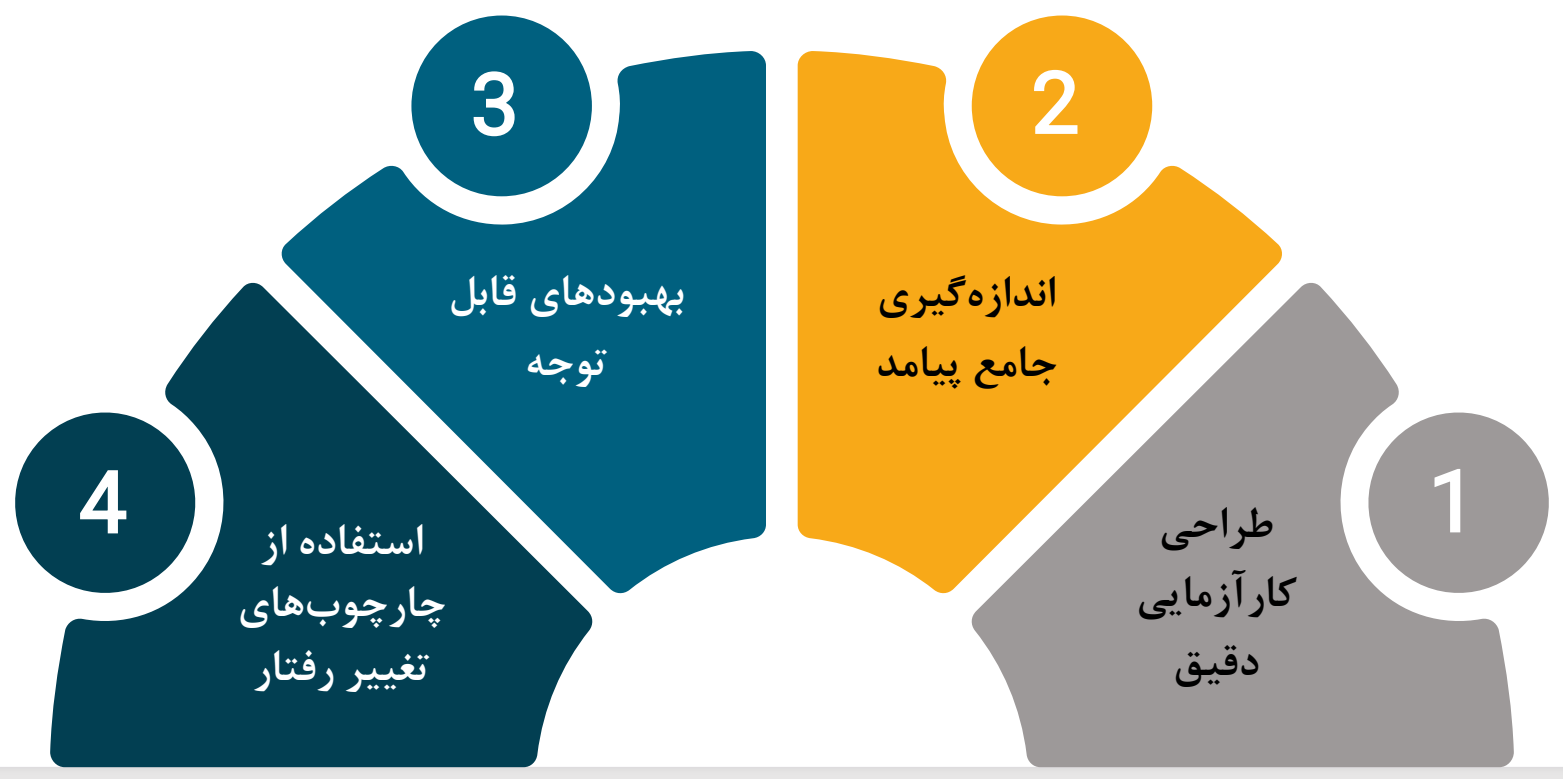 1
طراحی
کارآزمایی
دقیق
2
اندازه‌گیری
جامع پیامد
3
بهبودهای قابل
توجه
4
استفاده از
چارچوب‌های
تغییر رفتار